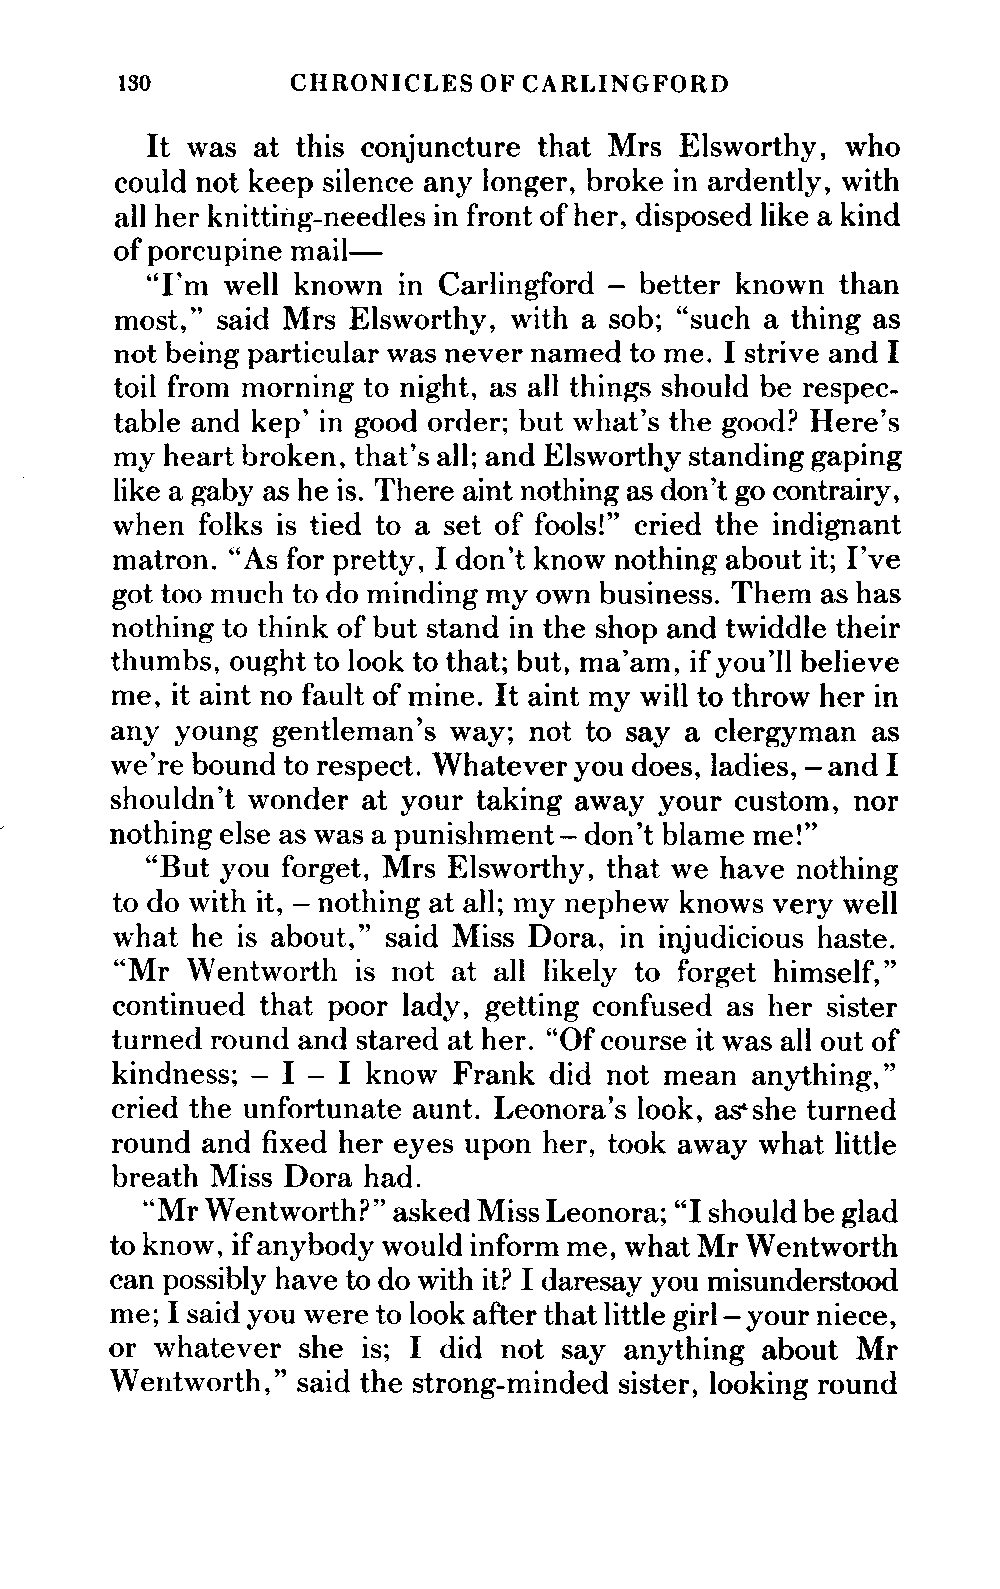 130 CHRONICLES OF CARLINGFORD
It was at this conjuncture that Mrs Elsworthy, who
could not keep silence any longer, broke in ardently, with
all her knitting-needles in front of her, disposed like a kind
of porcupine mail—
“I'm well known in Carlingford – better known than
most,” said Mrs Elsworthy, with a sob; “such a thing as
not being particular was never named to me. I strive and I
toil from morning to night, as all things should be respec-
table and kep’ in good order; but what’s the good? Here’s
my heart broken, that’s all; and Elsworthy standing gaping
like a gaby as he is. There aint nothing as don’t go contrairy,
when folks is tied to a set of fools!” cried the indignant
matron. “As for pretty, I don’t know nothing about it; I’ve
got too much to do minding my own business. Them as has
nothing to think of but stand in the shop and twiddle their
thumbs, ought to look to that; but, ma’am, if you’ll believe
me, it aint no fault of mine. It aint my will to throw her in
any young gentleman’s way; not to say a clergyman as
we’re bound to respect. Whatever you does, ladies, – and I
shouldn’t wonder at your taking away your custom, nor
nothing else as was a punishment – don’t blame me!”
“But you forget, Mrs Elsworthy, that we have nothing
to do with it, – nothing at all; my nephew knows very well
what he is about,” said Miss Dora, in injudicious haste.
“Mr Wentworth is not at all likely to forget himself,”
continued that poor lady, getting confused as her sister
turned round and stared at her. “Of course it was all out of
kindness; – I – I know Frank did not mean anything,”
cried the unfortunate aunt. Leonora’s look, as she turned
round and fixed her eyes upon her, took away what little
breath Miss Dora had.
“Mr Wentworth?” asked Miss Leonora; “I should be glad
to know, if anybody would inform me, what Mr Wentworth
can possibly have to do with it? I daresay you misunderstood
me; I said you were to look after that little girl – your niece,
or whatever she is; I did not say anything about Mr
Wentworth,” said the strong-minded sister, looking round